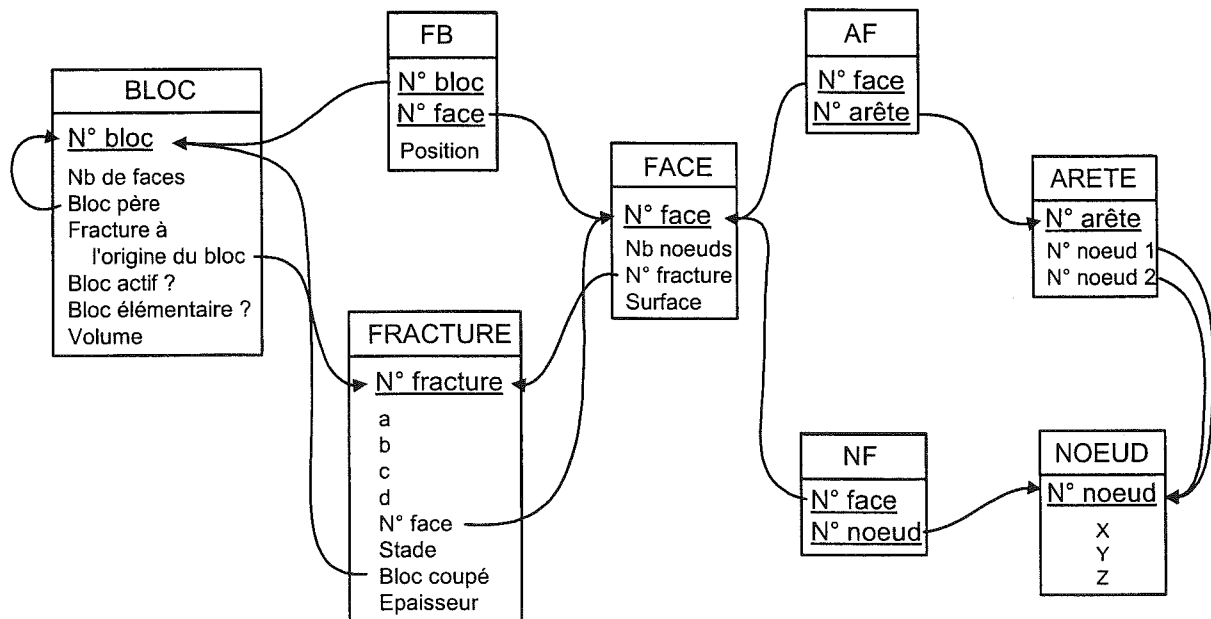 BLOC
N° bloc
Nb de faces
Bloc père
Fracture à
l'origine du bloc
Bloc actif ?
Bloc élémentaire ?
Volume
FB
N° bloc
N° face
Position
FRACTURE
N° fracture
a
b
c
d
N° face
Stade
Bloc coupé
Epaisseur
FACE
N° face
Nb noeuds
N° fracture
Surface
AF
N° face
N° arête
NF
N° face
N° noeud
ARETE
N° arête
N° noeud 1
N° noeud 2
NOEUD
N° noeud
X
Y
Z